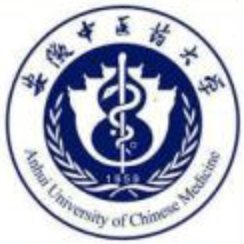 安徽中医药大学
1959
Anhui University of Chinese Medicine